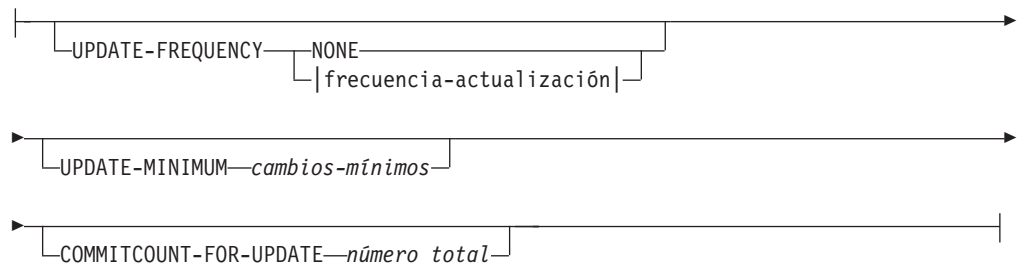 UPDATE-FREQUENCY NONE
frecuencia-actualización
UPDATE-MINIMUM cambios-mínimos
COMMITCOUNT-FOR-UPDATE número total